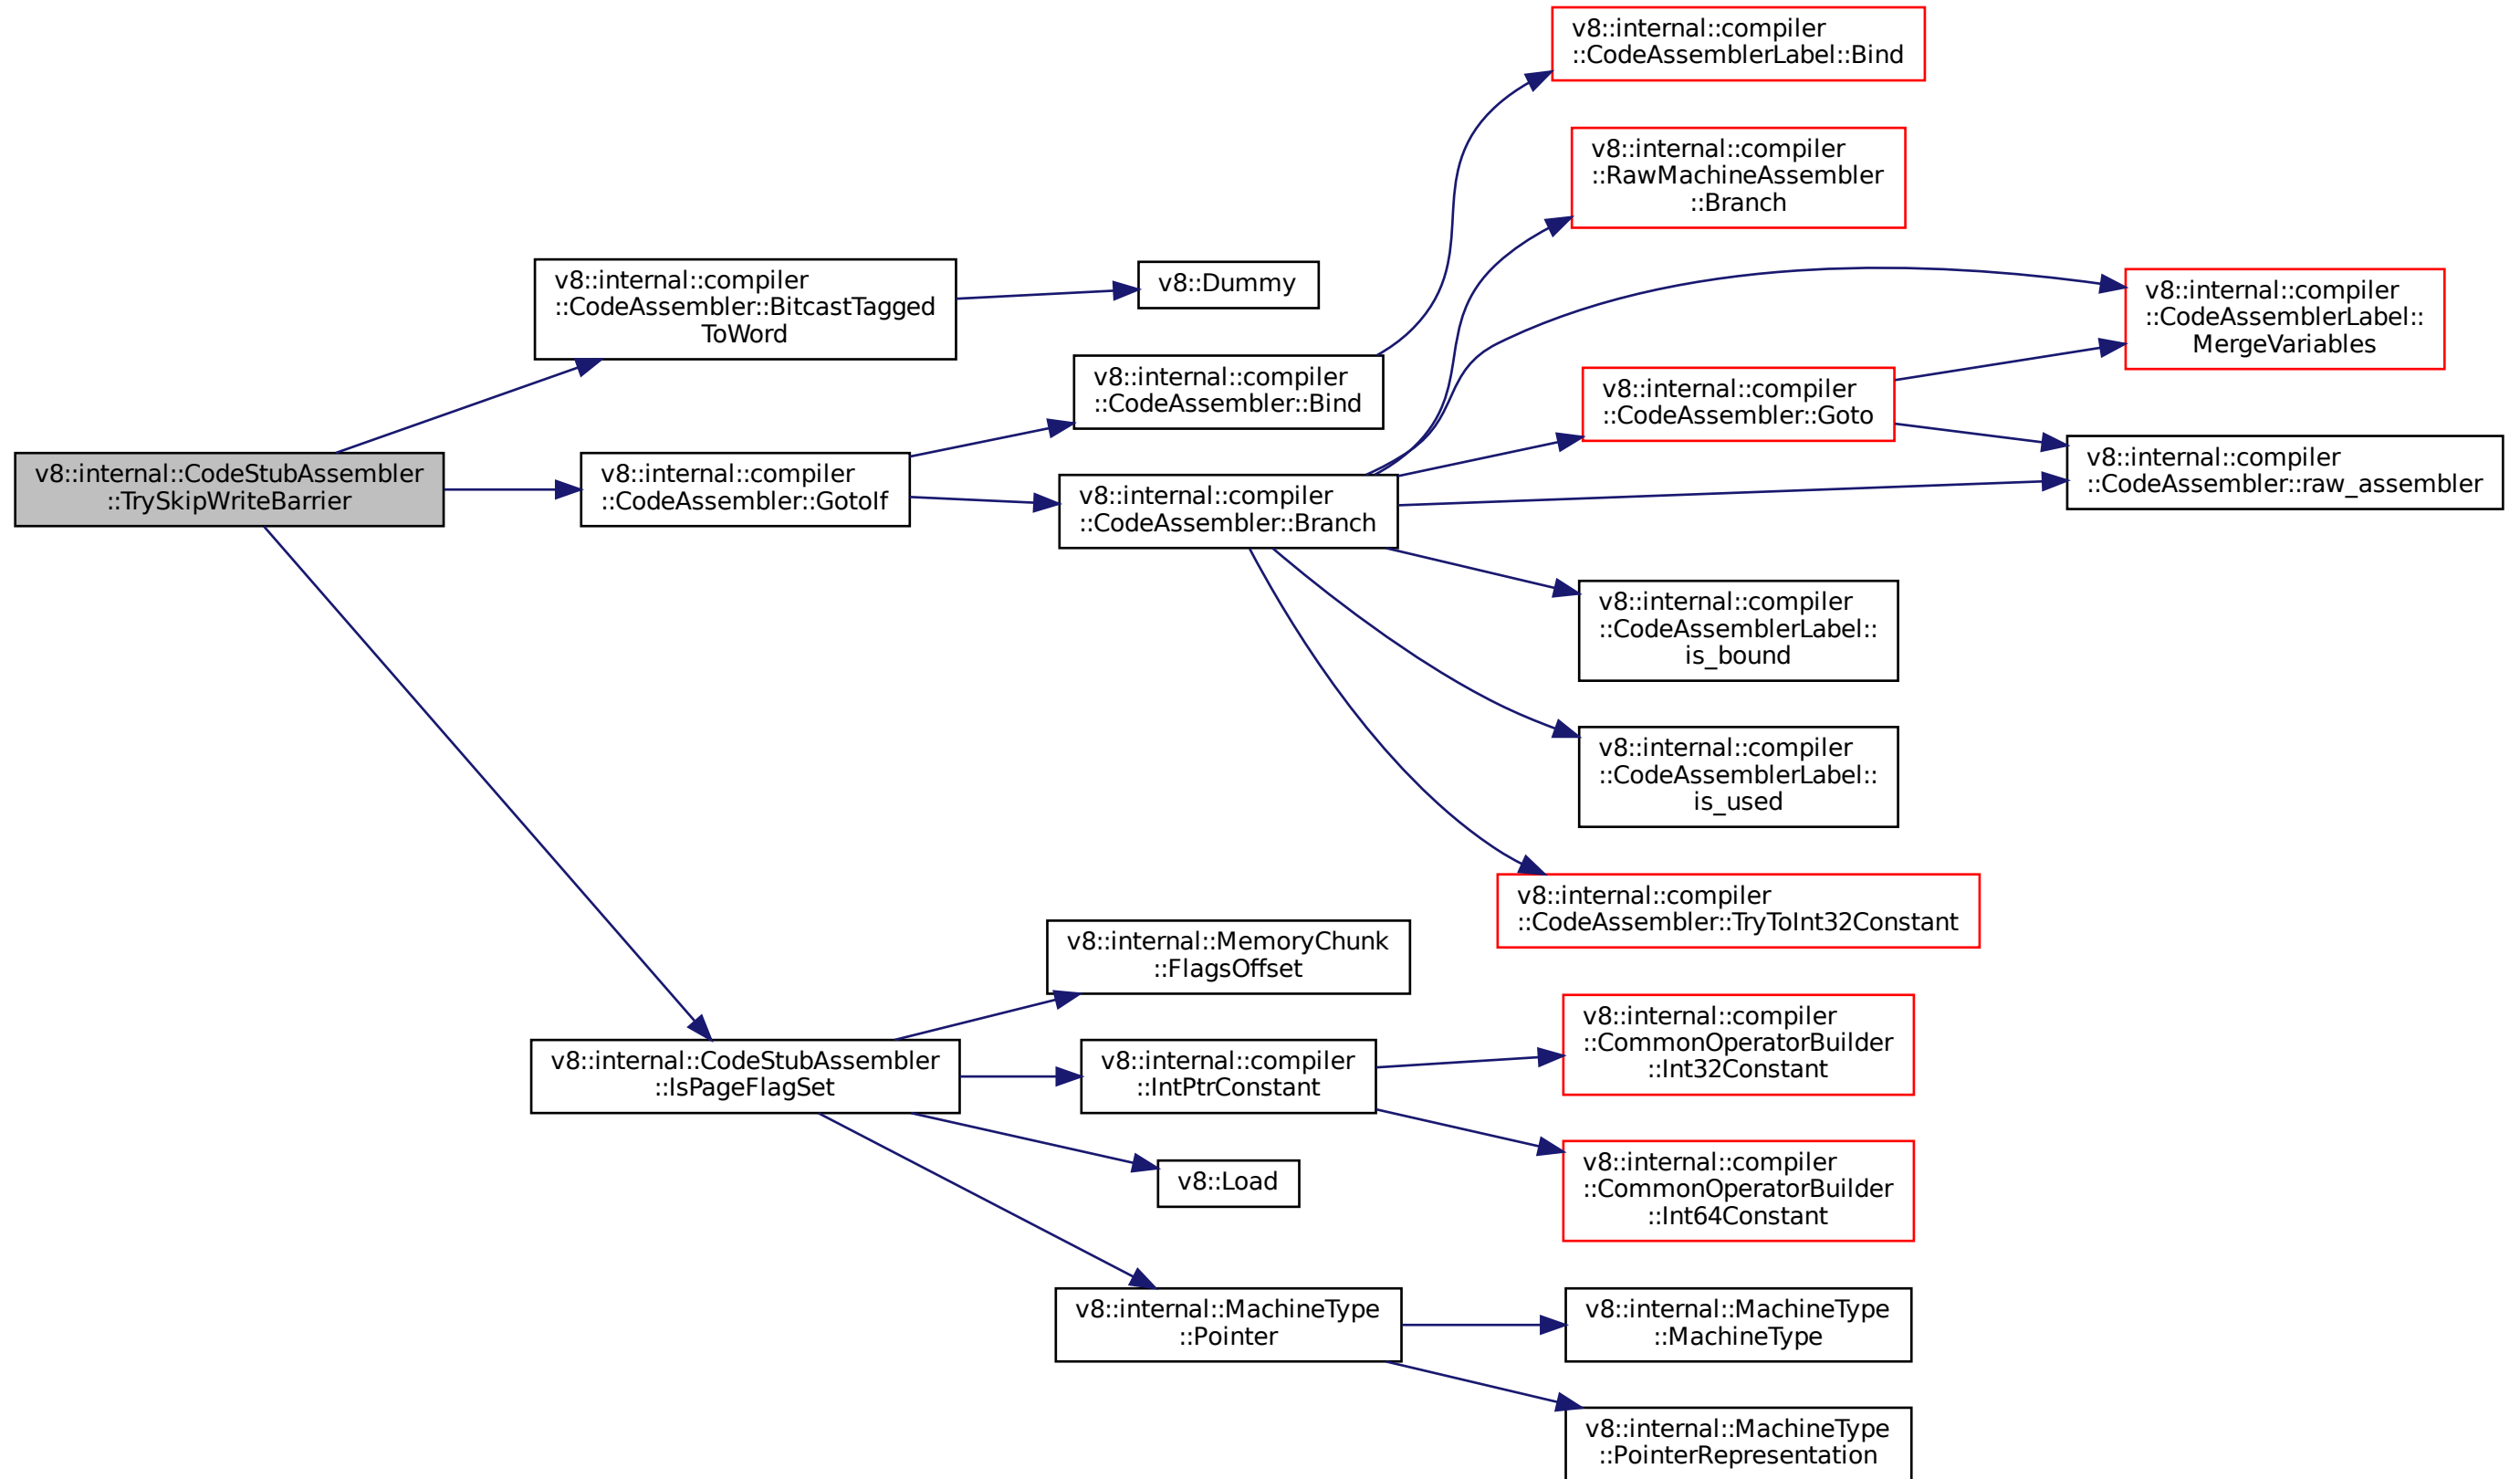 v8::internal::compiler
::CodeAssemblerLabel::Bind
v8::internal::compiler
::RawMachineAssembler
::Branch
v8::internal::compiler
::CodeAssembler::BitcastTagged
ToWord
v8::Dummy
v8::internal::compiler
::CodeAssemblerLabel::
MergeVariables
v8::internal::compiler
::CodeAssembler::Bind
v8::internal::compiler
::CodeAssembler::Goto
v8::internal::CodeStubAssembler
::TrySkipWriteBarrier
v8::internal::compiler
::CodeAssembler::GotoIf
v8::internal::compiler
::CodeAssembler::Branch
v8::internal::compiler
::CodeAssembler::raw_assembler
v8::internal::compiler
::CodeAssemblerLabel::
is_bound
v8::internal::compiler
::CodeAssemblerLabel::
is_used
v8::internal::compiler
::CodeAssembler::TryToInt32Constant
v8::internal::MemoryChunk
::FlagsOffset
v8::internal::CodeStubAssembler
::IsPageFlagSet
v8::internal::compiler
::IntPtrConstant
v8::internal::compiler
::CommonOperatorBuilder
::Int32Constant
v8::Load
v8::internal::compiler
::CommonOperatorBuilder
::Int64Constant
v8::internal::MachineType
::Pointer
v8::internal::MachineType
::MachineType
v8::internal::MachineType
::PointerRepresentation